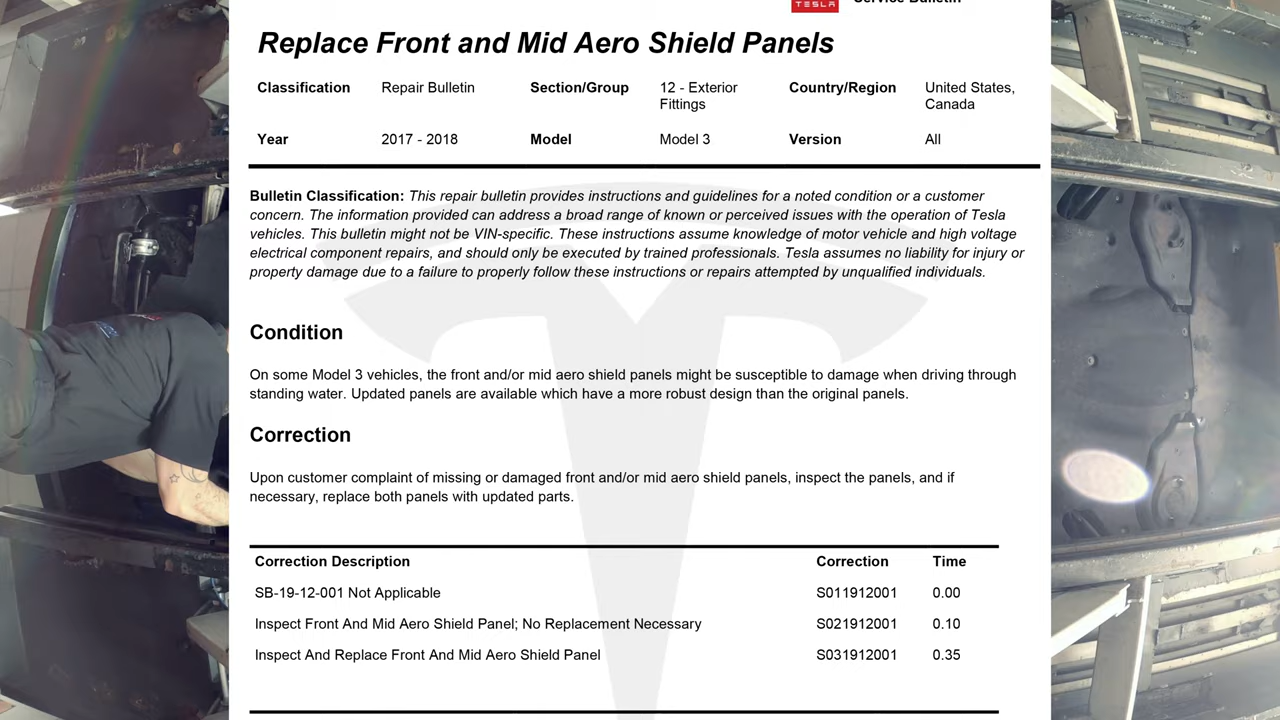 TESLA Service Bulletin
Replace Front and Mid Aero Shield Panels
Classification Repair Bulletin Section/Group 12 - Exterior Fittings Country/Region United States, Canada
Year 2017 - 2018 Model Model 3 Version All
Bulletin Classification: This repair bulletin provides instructions and guidelines for a noted condition or a customer
concern. The information provided can address a broad range of known or perceived issues with the operation of Tesla
vehicles. This bulletin might not be VIN-specific. These instructions assume knowledge of motor vehicle and high voltage
electrical component repairs, and should only be executed by trained professionals. Tesla assumes no liability for injury or
property damage due to a failure to properly follow these instructions or repairs attempted by unqualified individuals.
Condition
On some Model 3 vehicles, the front and/or mid aero shield panels might be susceptible to damage when driving through
standing water. Updated panels are available which have a more robust design than the original panels.
Correction
Upon customer complaint of missing or damaged front and/or mid aero shield panels, inspect the panels, and if
necessary, replace both panels with updated parts.
Correction Description Correction Time
SB-19-12-001 Not Applicable S011912001 0.00
Inspect Front And Mid Aero Shield Panel; No Replacement Necessary S021912001 0.10
Inspect And Replace Front And Mid Aero Shield Panel S031912001 0.35